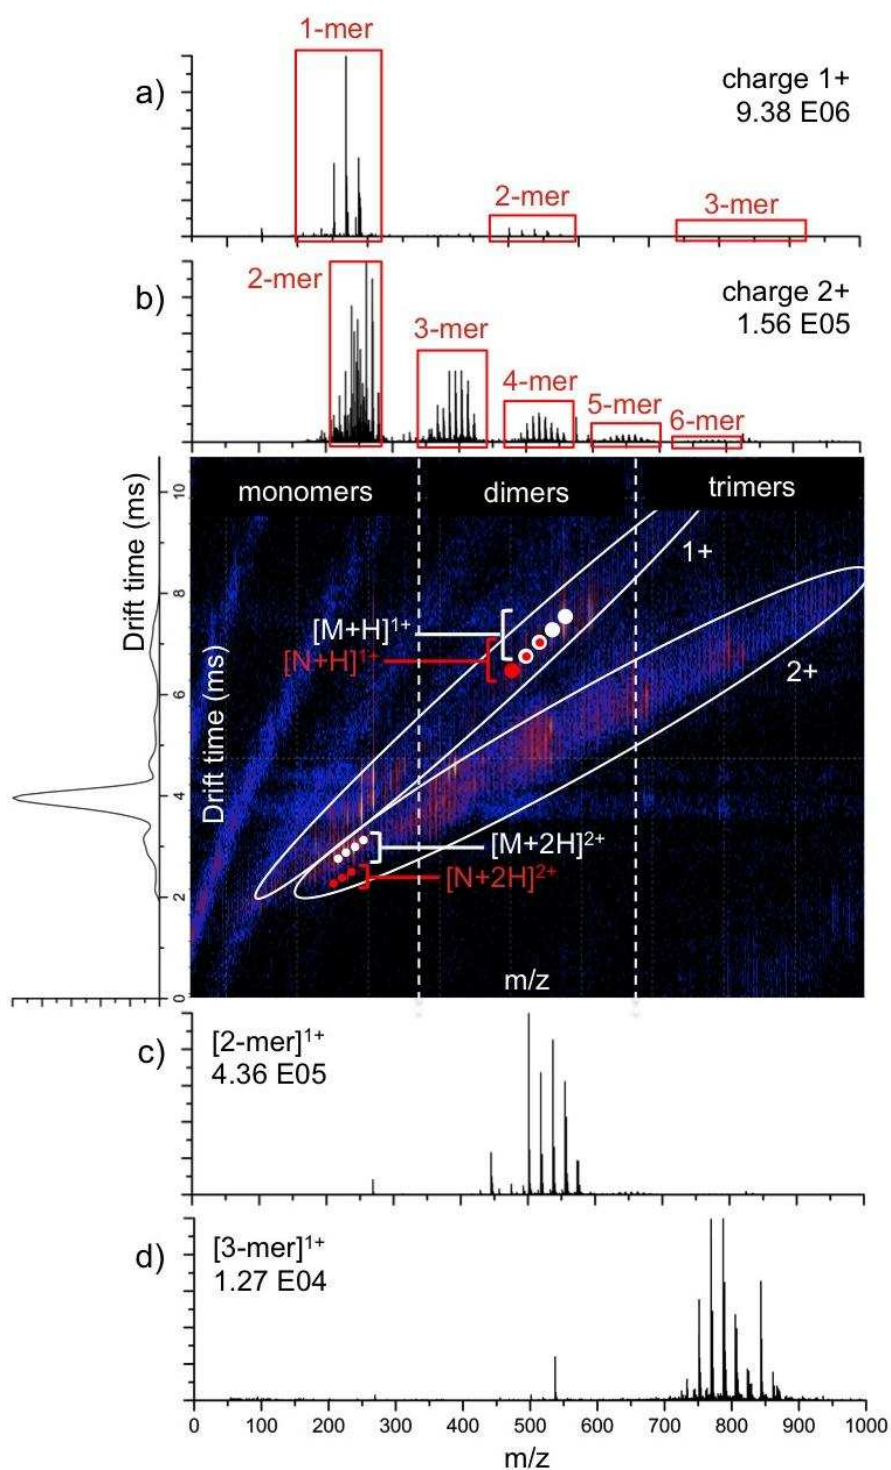 1-mer
a)
charge 1+
9.38 E06
2-mer
3-mer
b)
2-mer
charge 2+
1.56 E05
3-mer
4-mer
5-mer
6-mer
Drift time (ms)
10
8
6
4
2
0
monomers
dimers
trimers
1+
[M+H]¹⁺
[N+H]¹⁺
2+
Drift time (ms)
[M+2H]²⁺
[N+2H]²⁺
m/z
c)
[2-mer]¹⁺
4.36 E05
d)
[3-mer]¹⁺
1.27 E04
0 100 200 300 400 500 600 700 800 900 1000
m/z